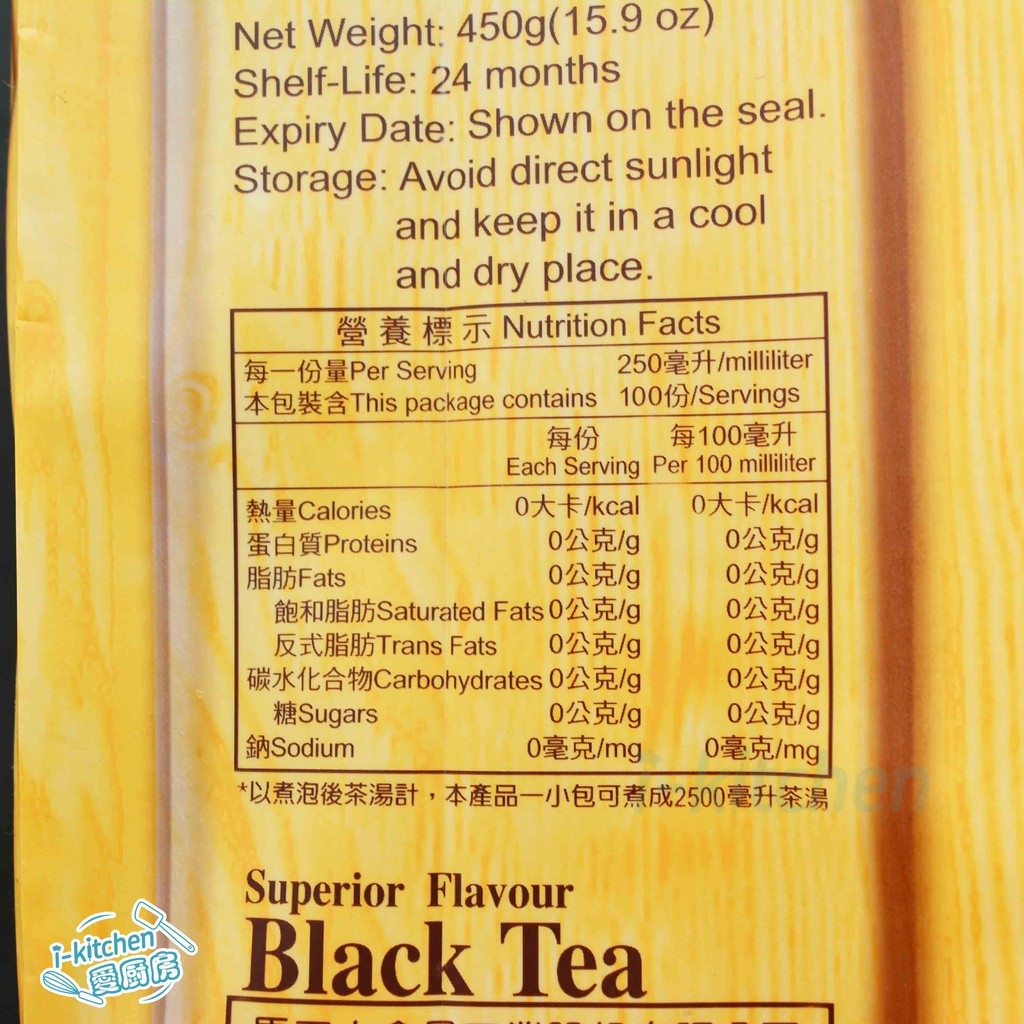 Net Weight: 450g(15.9 oz)
Shelf-Life: 24 months
Expiry Date: Shown on the seal.
Storage: Avoid direct sunlight
and keep it in a cool
and dry place.
營養標示 Nutrition Facts
每一份量Per Serving 250毫升/milliliter
本包裝含This package contains 100份/Servings
每份 每100毫升
Each Serving Per 100 milliliter
熱量Calories 0大卡/kcal 0大卡/kcal
蛋白質Proteins 0公克/g 0公克/g
脂肪Fats 0公克/g 0公克/g
飽和脂肪Saturated Fats 0公克/g 0公克/g
反式脂肪Trans Fats 0公克/g 0公克/g
碳水化合物Carbohydrates 0公克/g 0公克/g
糖Sugars 0公克/g 0公克/g
鈉Sodium 0毫克/mg 0毫克/mg
i-kitchen
*以煮泡後茶湯計，本產品一小包可煮成2500毫升茶湯
Superior Flavour
Black Tea
i-kitchen
愛廚房